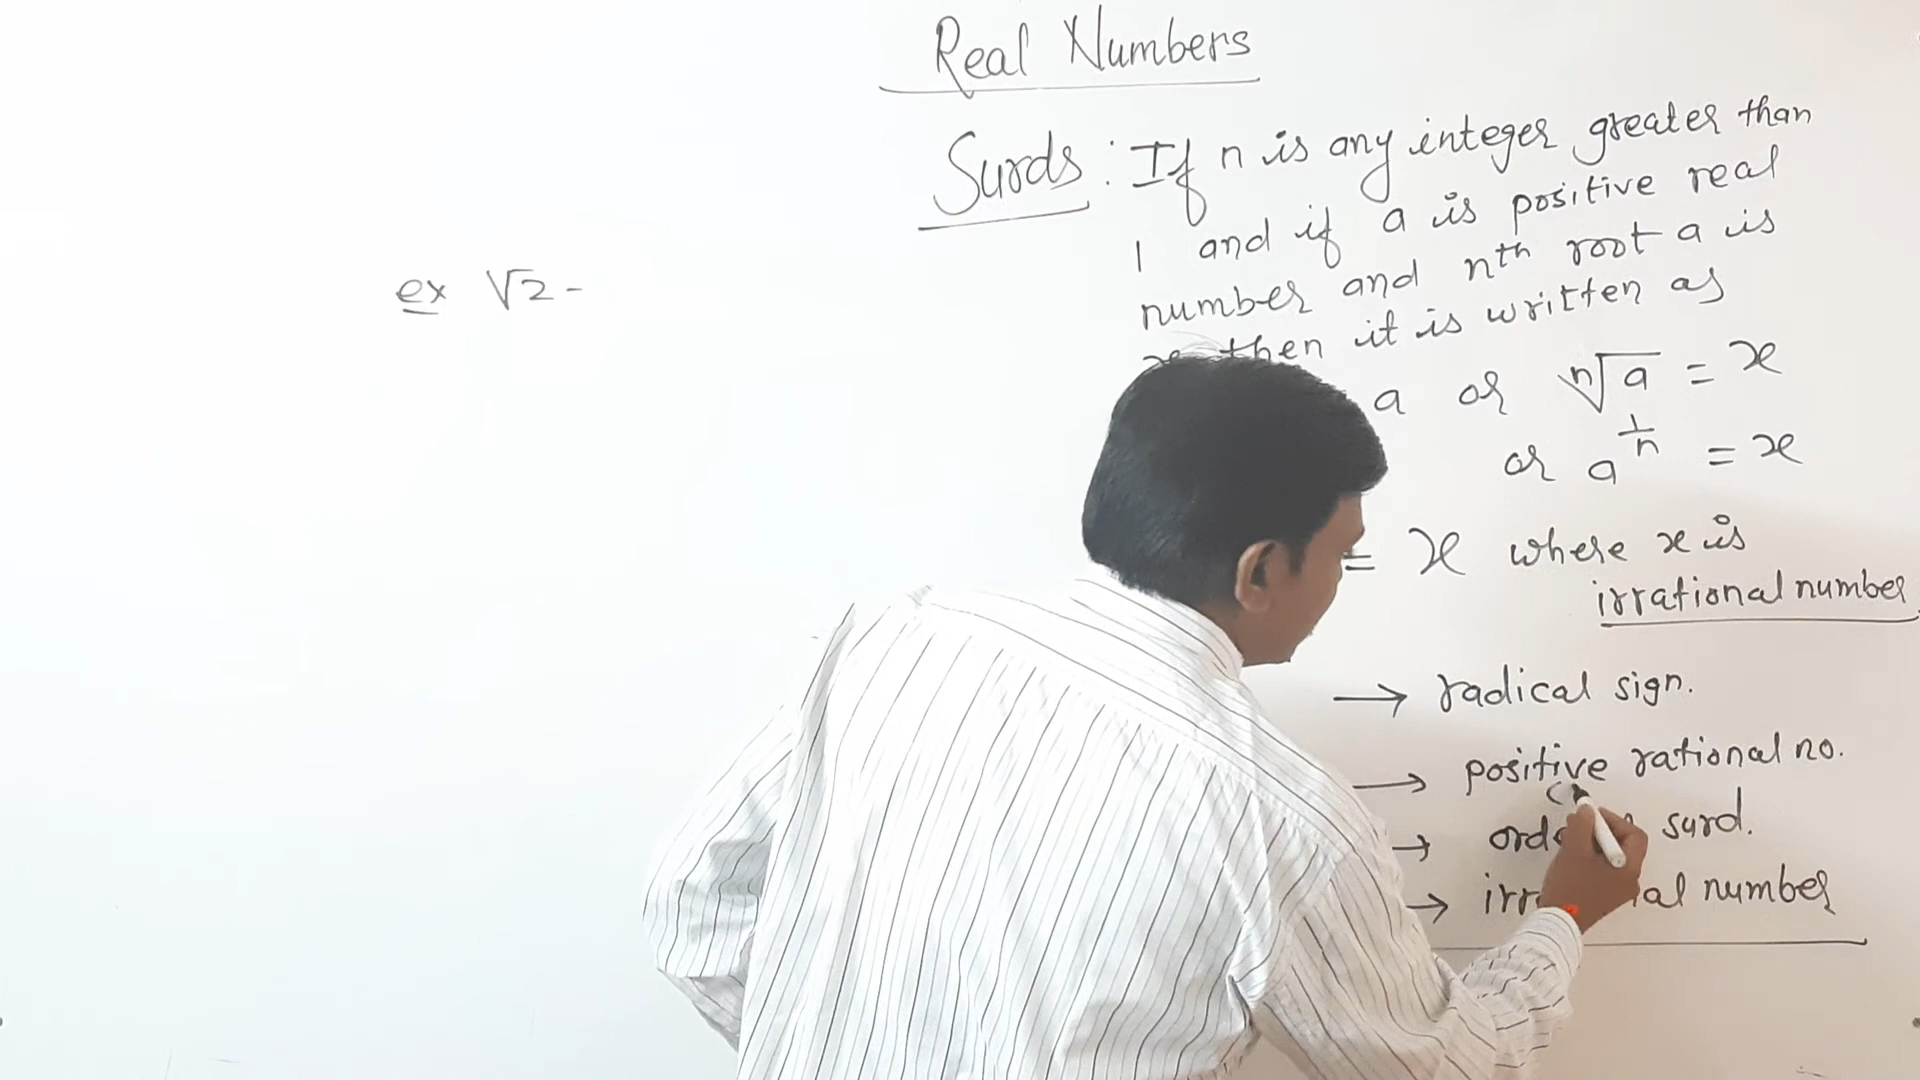 Real Numbers
Surds : If n is any integer greater than
1 and if a is positive real
number and nth root a is
then it is written as
a or ⁿ√a = x
or a^1/n = x
= x where x is
irrational number
ex √2 -
→ radical sign.
→ positive rational no.
→ surd.
→ number